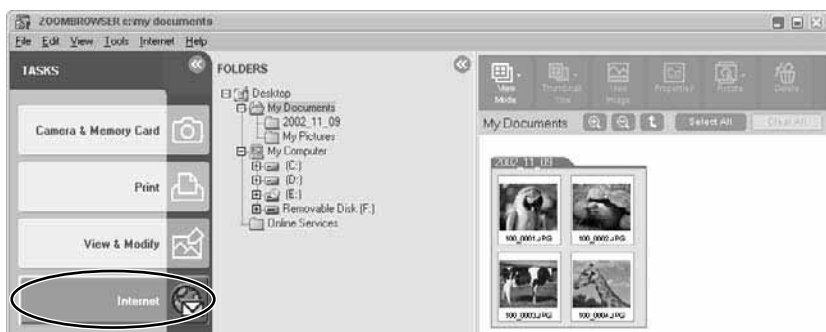 ZOOMBROWSER c:\my documents
File Edit View Tools Internet Help
TASKS
Camera & Memory Card
Print
View & Modify
Internet
FOLDERS
Desktop
My Documents
2002_11_09
My Pictures
My Computer
(C:)
(D:)
(E:)
Removable Disk (F:)
Online Services
View Mode
Thumbnail Size
View Image
Properties
Rotate
Delete
My Documents
Select All
Clear All
2002_11_09
100_0001.JPG
100_0002.JPG
100_0003.JPG
100_0004.JPG